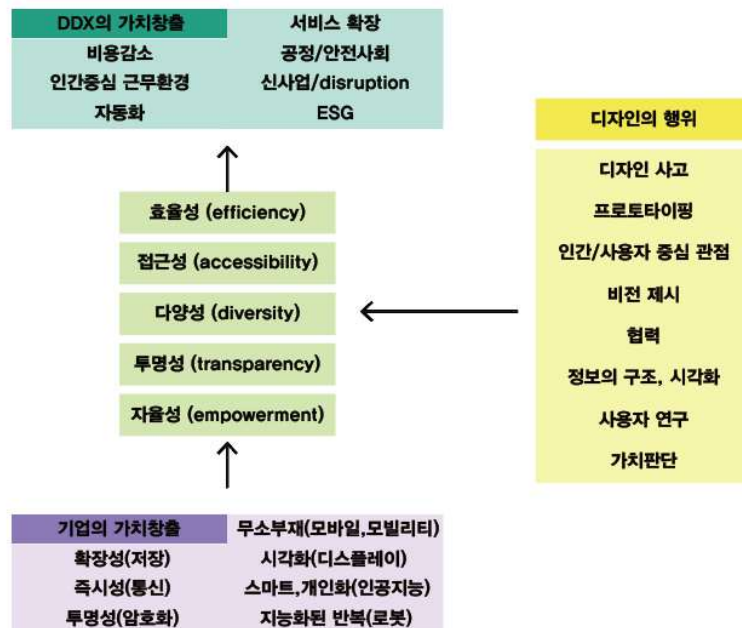 DDX의 가치창출
서비스 확장
비용감소
공정/안전사회
인간중심 근무환경
신사업/disruption
자동화
ESG
디자인의 행위
디자인 사고
프로토타이핑
인간/사용자 중심 관점
비전 제시
협력
정보의 구조, 시각화
사용자 연구
가치판단
효율성 (efficiency)
접근성 (accessibility)
다양성 (diversity)
투명성 (transparency)
자율성 (empowerment)
기업의 가치창출
무소부재(모바일,모빌리티)
확장성(저장)
시각화(디스플레이)
즉시성(통신)
스마트,개인화(인공지능)
투명성(암호화)
지능화된 반복(로봇)